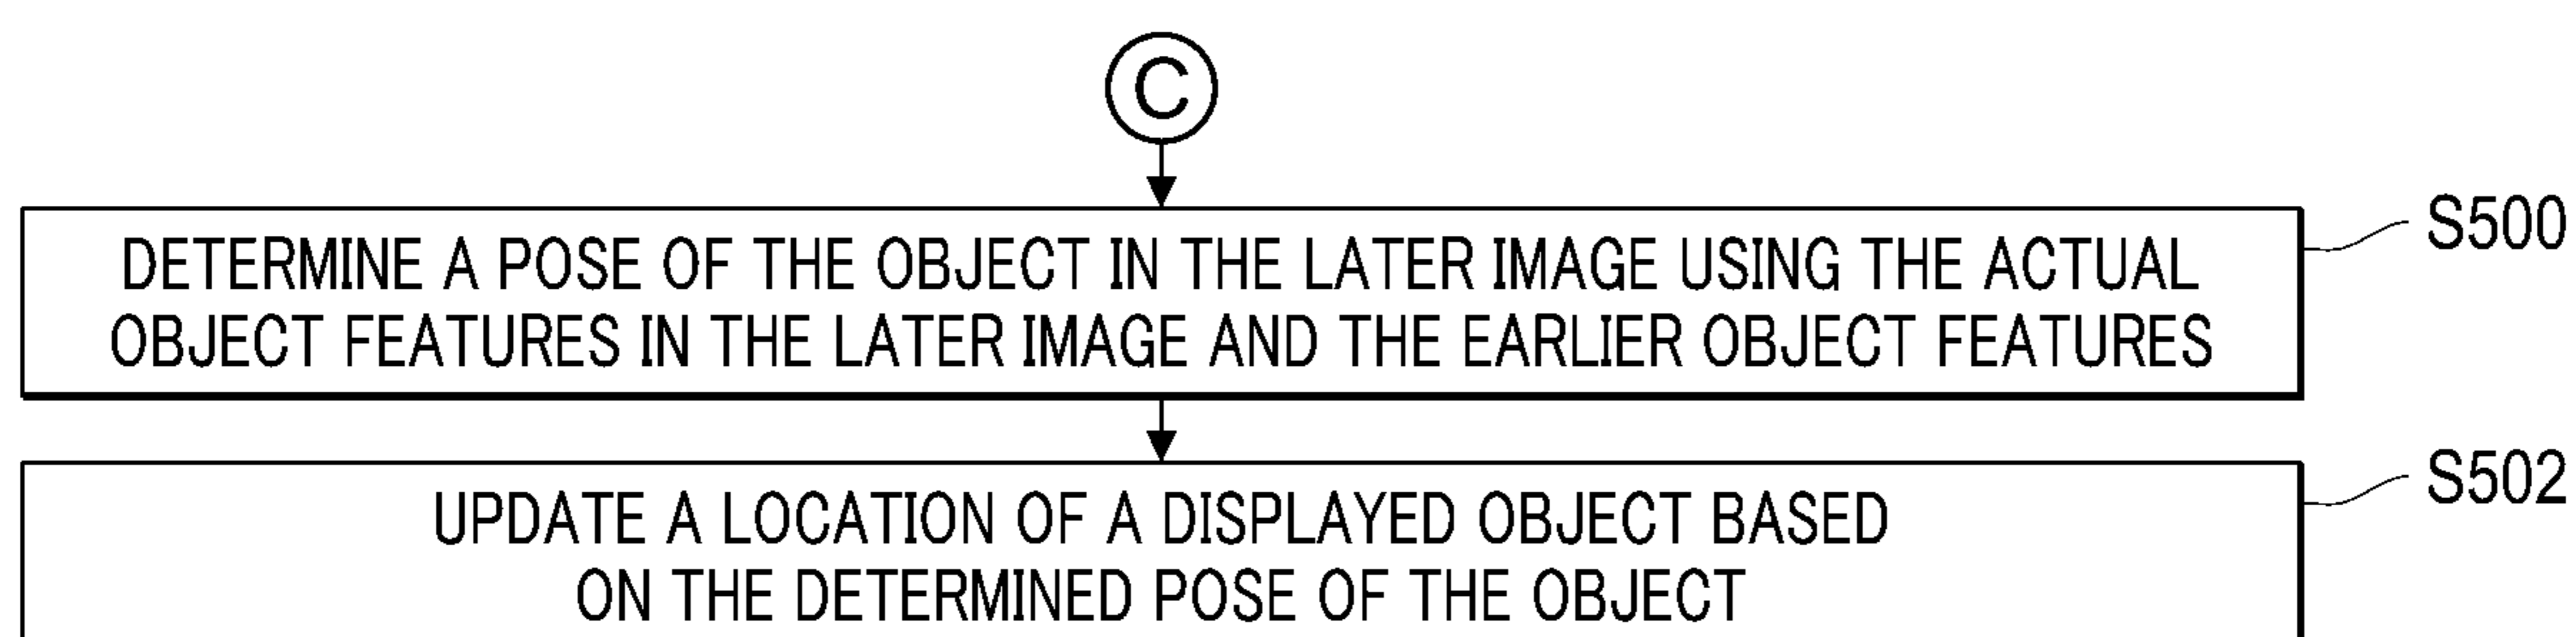 C
S500
DETERMINE A POSE OF THE OBJECT IN THE LATER IMAGE USING THE ACTUAL
OBJECT FEATURES IN THE LATER IMAGE AND THE EARLIER OBJECT FEATURES
S502
UPDATE A LOCATION OF A DISPLAYED OBJECT BASED
ON THE DETERMINED POSE OF THE OBJECT